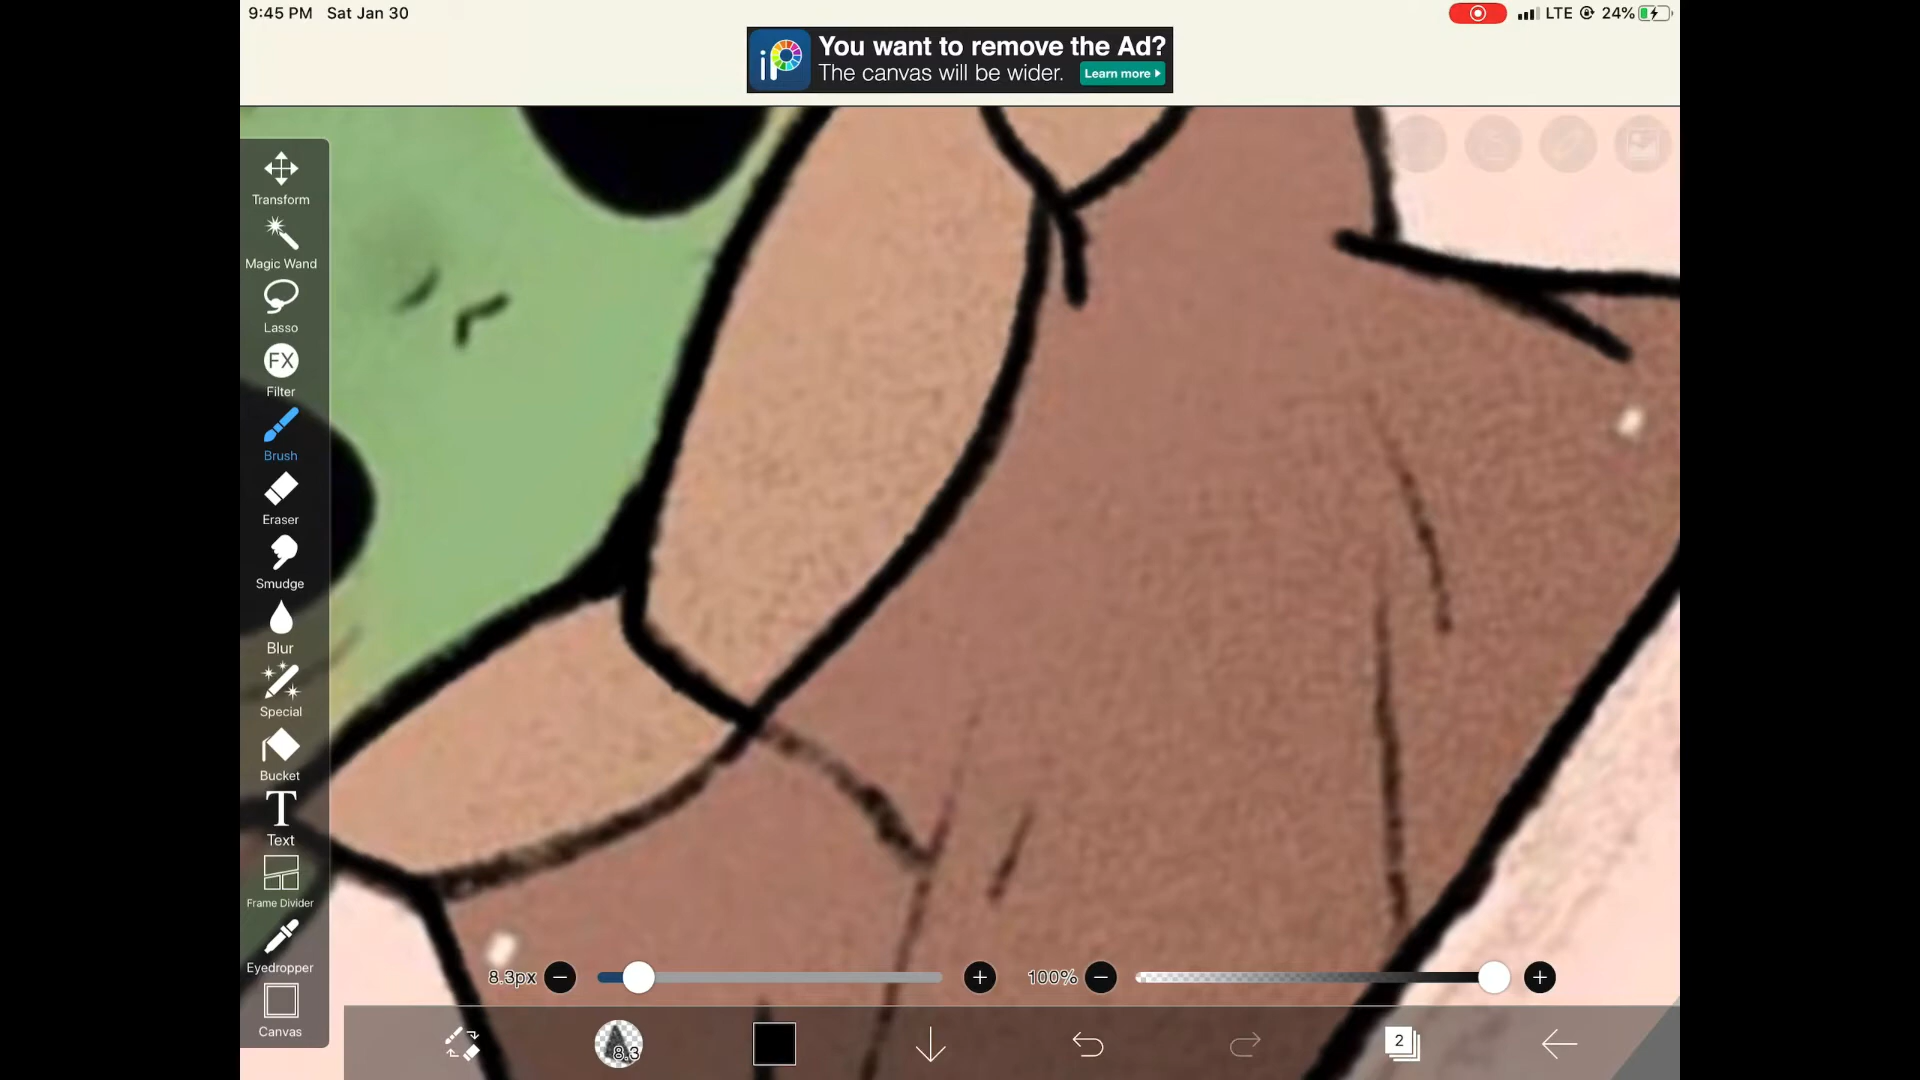 9:45 PM Sat Jan 30
LTE 24%
iP
You want to remove the Ad?
The canvas will be wider. Learn more
Transform
Magic Wand
Lasso
FX
Filter
Brush
Eraser
Smudge
Blur
Special
Bucket
T
Text
Frame Divider
Eyedropper
Canvas
8.3px
100%
8.3
2